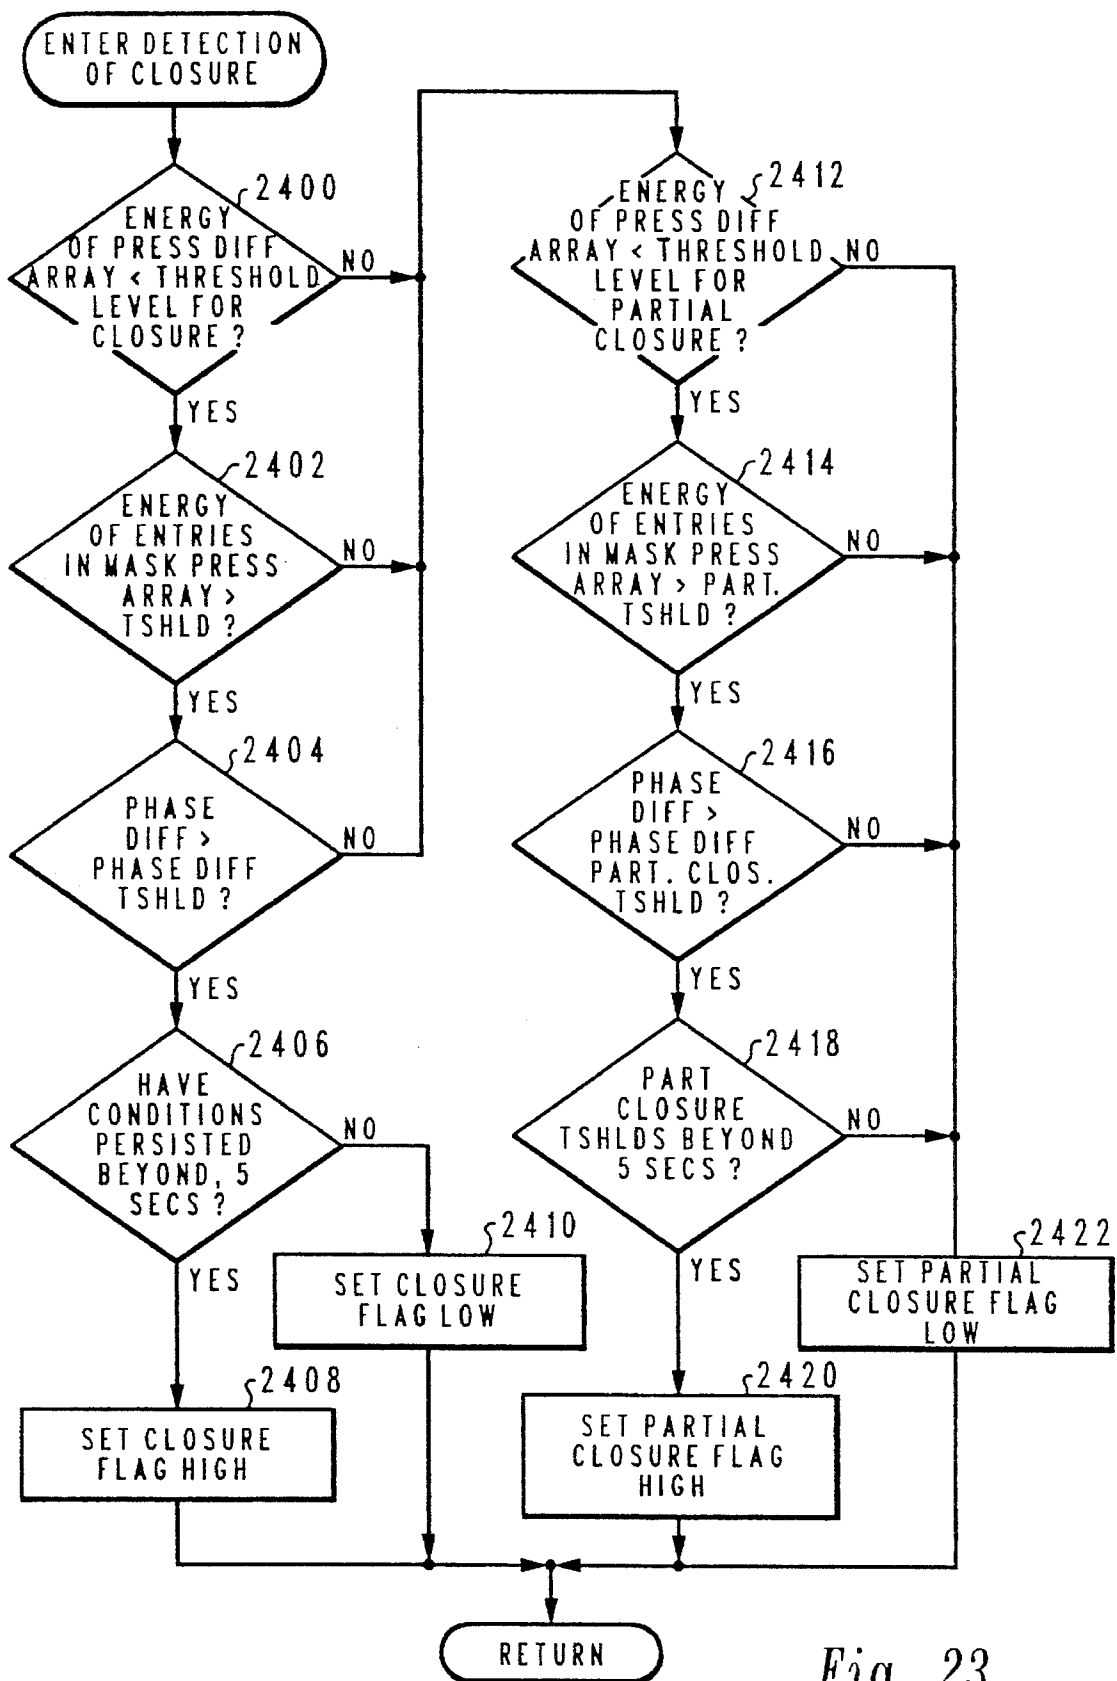 ENTER DETECTION
OF CLOSURE
2400
ENERGY
OF PRESS DIFF
ARRAY < THRESHOLD
LEVEL FOR
CLOSURE ?
NO
YES
2402
ENERGY
OF ENTRIES
IN MASK PRESS
ARRAY >
TSHLD ?
NO
YES
2404
PHASE
DIFF >
PHASE DIFF
TSHLD ?
NO
YES
2406
HAVE
CONDITIONS
PERSISTED
BEYOND, 5
SECS ?
NO
YES
2410
SET CLOSURE
FLAG LOW
2408
SET CLOSURE
FLAG HIGH
2412
ENERGY
OF PRESS DIFF
ARRAY < THRESHOLD
LEVEL FOR
PARTIAL
CLOSURE ?
NO
YES
2414
ENERGY
OF ENTRIES
IN MASK PRESS
ARRAY > PART.
TSHLD ?
NO
YES
2416
PHASE
DIFF >
PHASE DIFF
PART. CLOS.
TSHLD ?
NO
YES
2418
PART
CLOSURE
TSHLDS BEYOND
5 SECS ?
NO
YES
2422
SET PARTIAL
CLOSURE FLAG
LOW
2420
SET PARTIAL
CLOSURE FLAG
HIGH
RETURN
Fig. 23